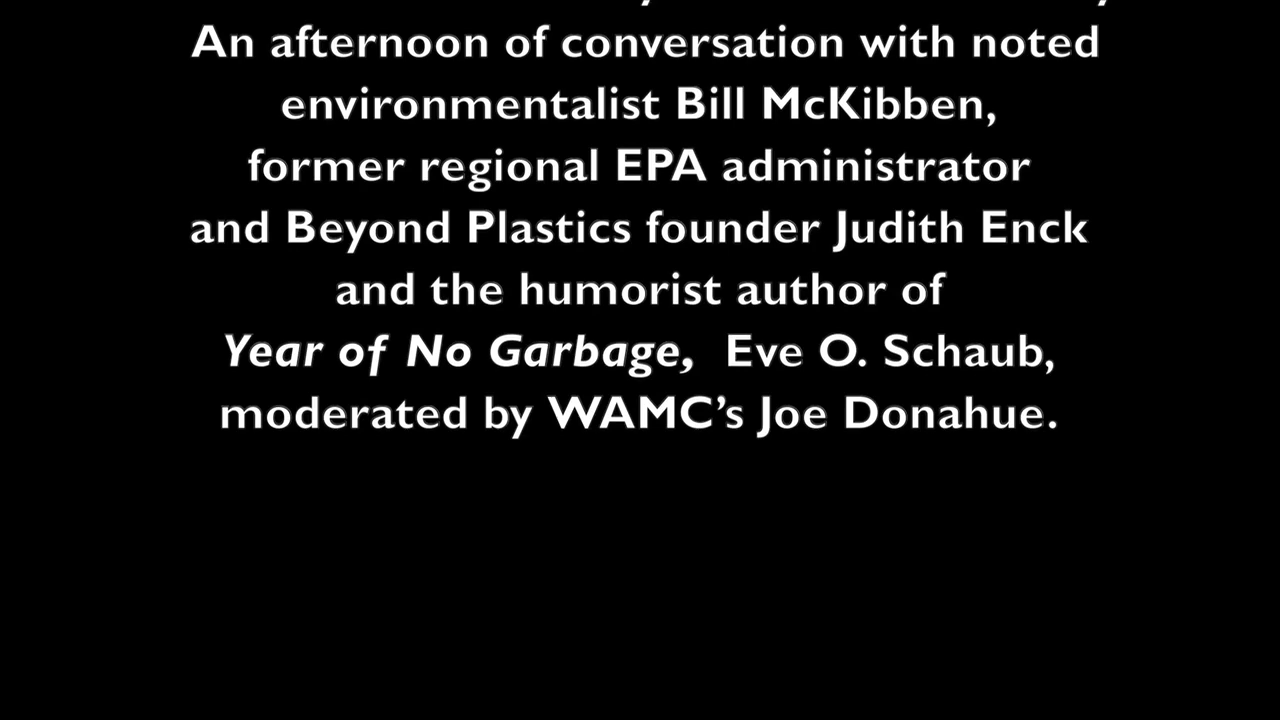 An afternoon of conversation with noted
environmentalist Bill McKibben,
former regional EPA administrator
and Beyond Plastics founder Judith Enck
and the humorist author of
Year of No Garbage, Eve O. Schaub,
moderated by WAMC’s Joe Donahue.